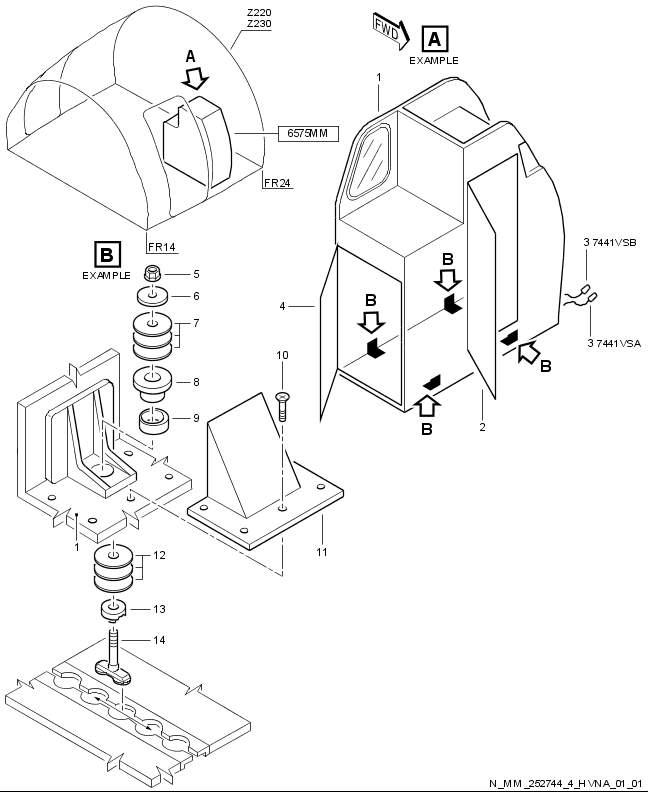 Z220
Z230
FWD
A
EXAMPLE
A
1
6575MM
FR24
FR14
B
EXAMPLE
5
6
7
8
9
10
4
B
B
B
B
3 7441VSB
3 7441VSA
2
1
11
12
13
14
N_MM_252744_4_HVNA_01_01